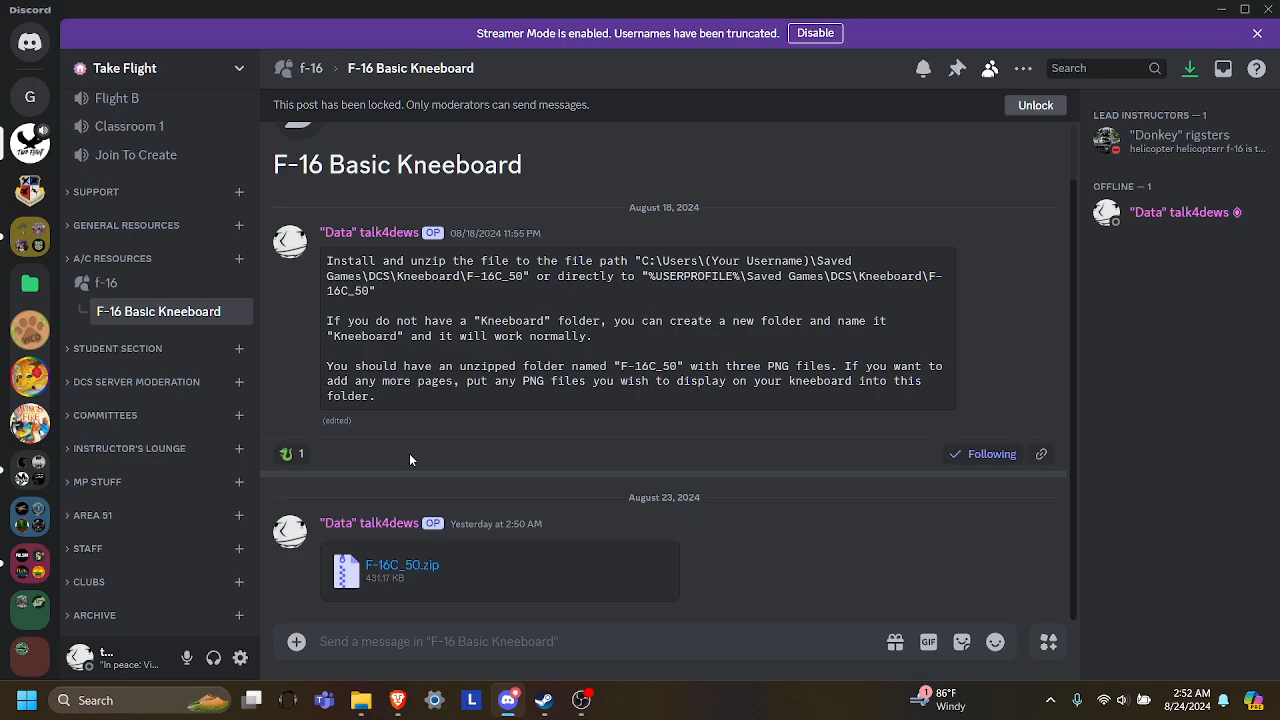 Discord
Streamer Mode is enabled. Usernames have been truncated. Disable
Take Flight
f-16 › F-16 Basic Kneeboard
Search
This post has been locked. Only moderators can send messages.
Unlock
G
Flight B
Classroom 1
Join To Create
SUPPORT
GENERAL RESOURCES
A/C RESOURCES
f-16
F-16 Basic Kneeboard
STUDENT SECTION
DCS SERVER MODERATION
COMMITTEES
INSTRUCTOR'S LOUNGE
MP STUFF
AREA 51
STAFF
CLUBS
ARCHIVE
t...
"In peace: Vi...
F-16 Basic Kneeboard
August 18, 2024
"Data" talk4dews OP 08/18/2024 11:55 PM
Install and unzip the file to the file path "C:\Users\(Your Username)\Saved
Games\DCS\Kneeboard\F-16C_50" or directly to "%USERPROFILE%\Saved Games\DCS\Kneeboard\F-
16C_50"
If you do not have a "Kneeboard" folder, you can create a new folder and name it
"Kneeboard" and it will work normally.
You should have an unzipped folder named "F-16C_50" with three PNG files. If you want to
add any more pages, put any PNG files you wish to display on your kneeboard into this
folder.
(edited)
1
Following
August 23, 2024
"Data" talk4dews OP Yesterday at 2:50 AM
F-16C_50.zip
431.17 KB
Send a message in "F-16 Basic Kneeboard"
GIF
LEAD INSTRUCTORS — 1
"Donkey" rigsters
helicopter helicopterr f-16 is t...
OFFLINE — 1
"Data" talk4dews
Search
L
1
86°F
Windy
2:52 AM
8/24/2024
PRE